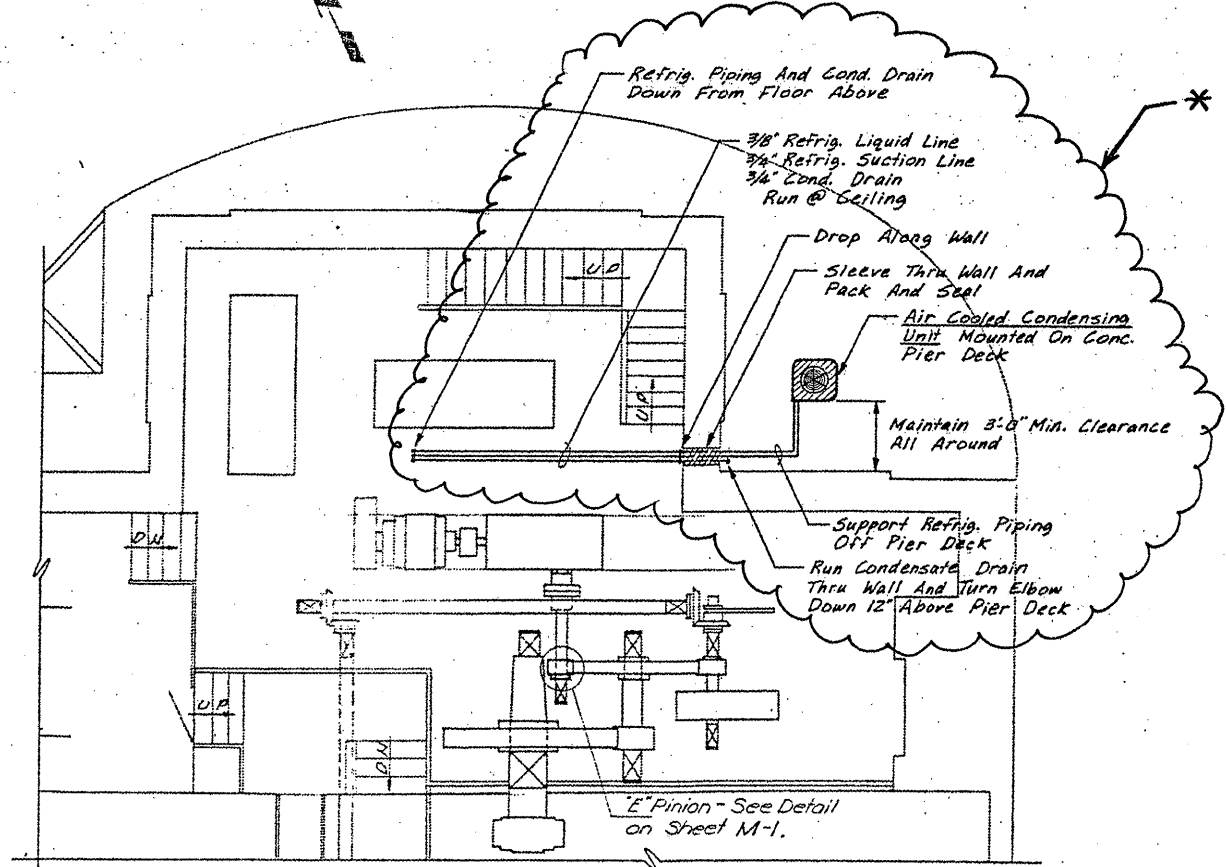 Refrig. Piping And Cond. Drain
Down From Floor Above
*
3/8" Refrig. Liquid Line
3/4" Refrig. Suction Line
3/4" Cond. Drain
Run @ Ceiling
Drop Along Wall
Sleeve Thru Wall And
Pack And Seal
Air Cooled Condensing
Unit Mounted On Conc.
Pier Deck
Maintain 3'-0" Min. Clearance
All Around
Support Refrig. Piping
Off Pier Deck
Run Condensate Drain
Thru Wall And Turn Elbow
Down 12" Above Pier Deck
UP
UP
DN
UP
DN
"E" Pinion - See Detail
on Sheet M-1.